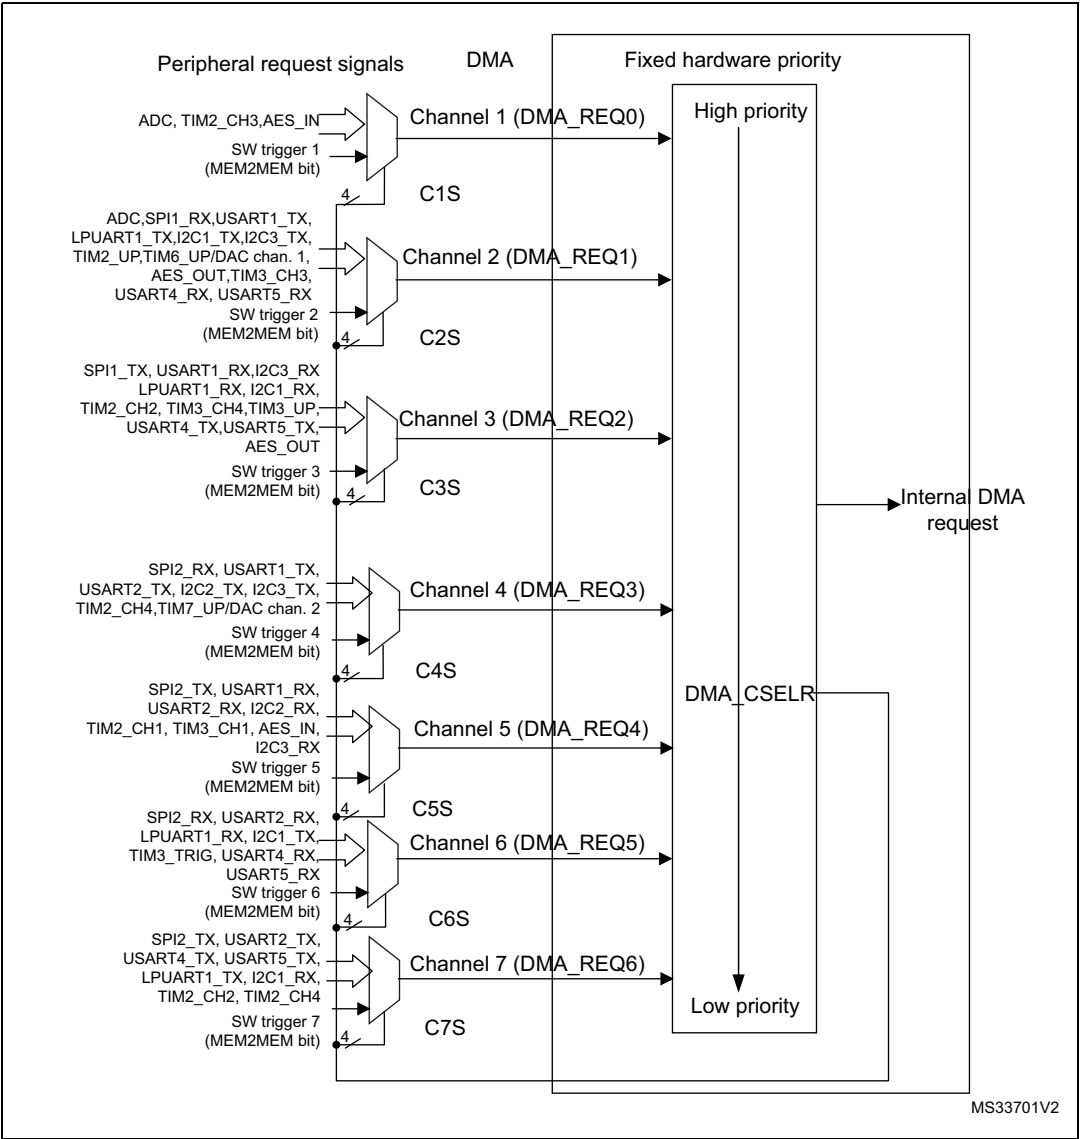 Peripheral request signals
DMA
Fixed hardware priority
High priority
ADC, TIM2_CH3,AES_IN
Channel 1 (DMA_REQ0)
SW trigger 1
(MEM2MEM bit)
4
C1S
ADC,SPI1_RX,USART1_TX,
LPUART1_TX,I2C1_TX,I2C3_TX,
TIM2_UP,TIM6_UP/DAC chan. 1,
AES_OUT,TIM3_CH3,
USART4_RX, USART5_RX
Channel 2 (DMA_REQ1)
SW trigger 2
(MEM2MEM bit)
4
C2S
SPI1_TX, USART1_RX,I2C3_RX
LPUART1_RX, I2C1_RX,
TIM2_CH2, TIM3_CH4,TIM3_UP,
USART4_TX,USART5_TX,
AES_OUT
Channel 3 (DMA_REQ2)
SW trigger 3
(MEM2MEM bit)
4
C3S
Internal DMA
request
SPI2_RX, USART1_TX,
USART2_TX, I2C2_TX, I2C3_TX,
TIM2_CH4,TIM7_UP/DAC chan. 2
Channel 4 (DMA_REQ3)
SW trigger 4
(MEM2MEM bit)
4
C4S
DMA_CSELR
SPI2_TX, USART1_RX,
USART2_RX, I2C2_RX,
TIM2_CH1, TIM3_CH1, AES_IN,
I2C3_RX
Channel 5 (DMA_REQ4)
SW trigger 5
(MEM2MEM bit)
4
C5S
SPI2_RX, USART2_RX,
LPUART1_RX, I2C1_TX,
TIM3_TRIG, USART4_RX,
USART5_RX
Channel 6 (DMA_REQ5)
SW trigger 6
(MEM2MEM bit)
4
C6S
SPI2_TX, USART2_TX,
USART4_TX, USART5_TX,
LPUART1_TX, I2C1_RX,
TIM2_CH2, TIM2_CH4
Channel 7 (DMA_REQ6)
Low priority
SW trigger 7
(MEM2MEM bit)
4
C7S
MS33701V2